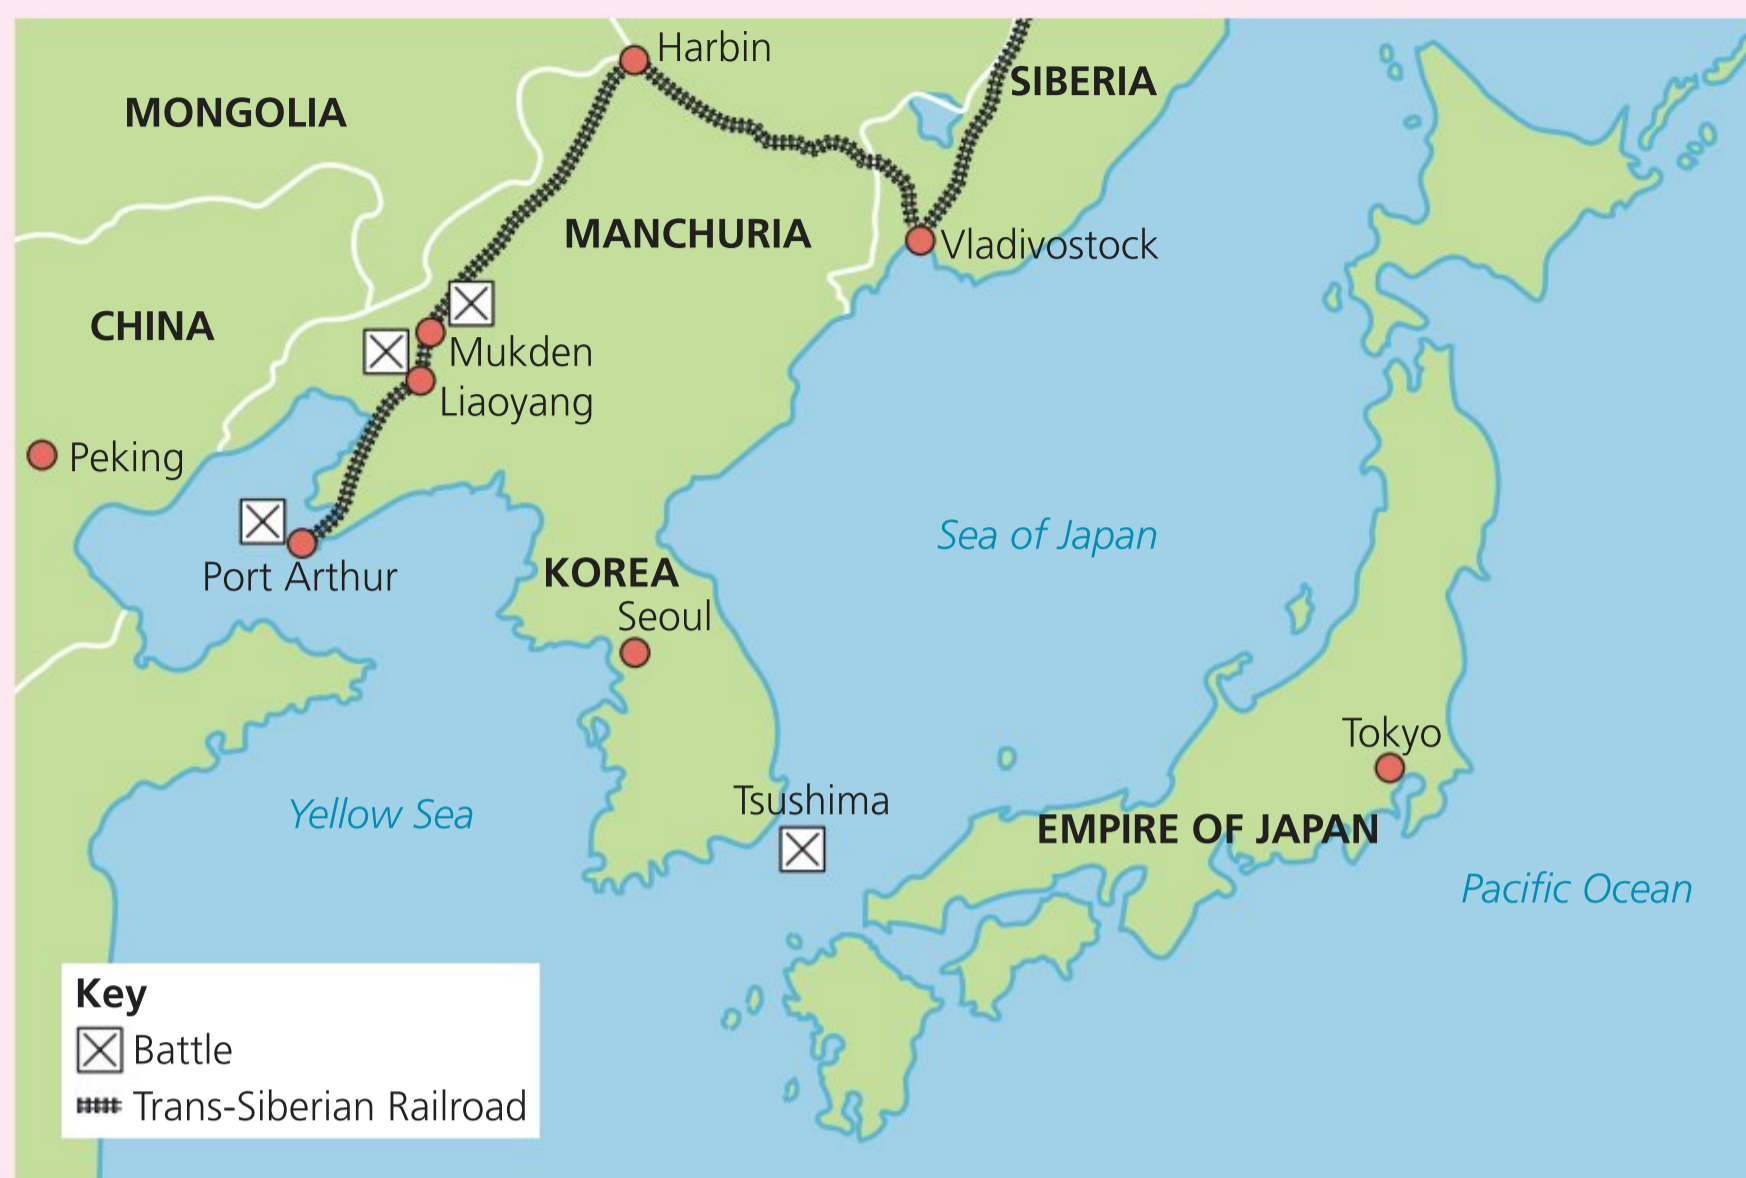 Harbin
SIBERIA
MONGOLIA
MANCHURIA
Vladivostock
CHINA
Mukden
Liaoyang
Peking
Sea of Japan
Port Arthur
KOREA
Seoul
Tokyo
Tsushima
Yellow Sea
EMPIRE OF JAPAN
Pacific Ocean
Key
Battle
Trans-Siberian Railroad